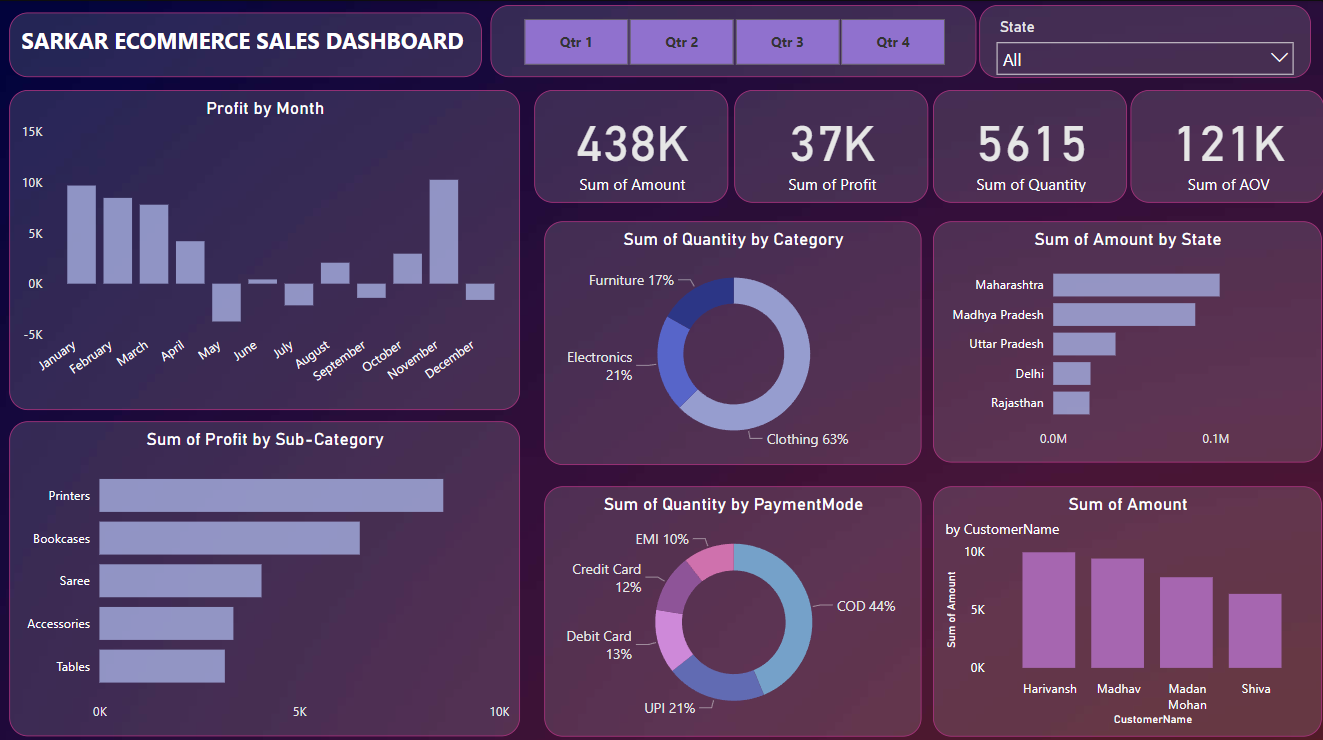 SARKAR ECOMMERCE SALES DASHBOARD
Qtr 1
Qtr 2
Qtr 3
Qtr 4
State
All
Profit by Month
15K
10K
5K
0K
-5K
January
February
March
April
May
June
July
August
September
October
November
December
438K
Sum of Amount
37K
Sum of Profit
5615
Sum of Quantity
121K
Sum of AOV
Sum of Quantity by Category
Furniture 17%
Electronics
21%
Clothing 63%
Sum of Amount by State
Maharashtra
Madhya Pradesh
Uttar Pradesh
Delhi
Rajasthan
0.0M
0.1M
Sum of Profit by Sub-Category
Printers
Bookcases
Saree
Accessories
Tables
0K
5K
10K
Sum of Quantity by PaymentMode
EMI 10%
Credit Card
12%
Debit Card
13%
UPI 21%
COD 44%
Sum of Amount
by CustomerName
10K
5K
0K
Sum of Amount
Harivansh
Madhav
Madan
Mohan
Shiva
CustomerName